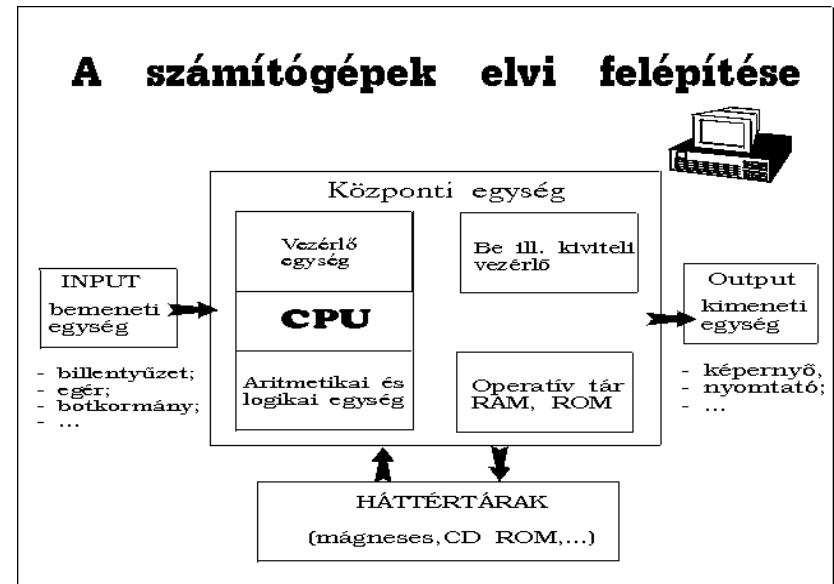 A számítógépek elvi felépítése
Központi egység
Vezérlő
egység
CPU
Aritmetikai és
logikai egység
Be ill. kiviteli
vezérlő
Operatív tár
RAM, ROM
INPUT
bemeneti
egység
- billentyűzet;
- egér;
- botkormány;
- ...
Output
kimeneti
egység
- képernyő,
- nyomtató;
- ...
HÁTTÉRTÁRAK
(mágneses,CD ROM,...)